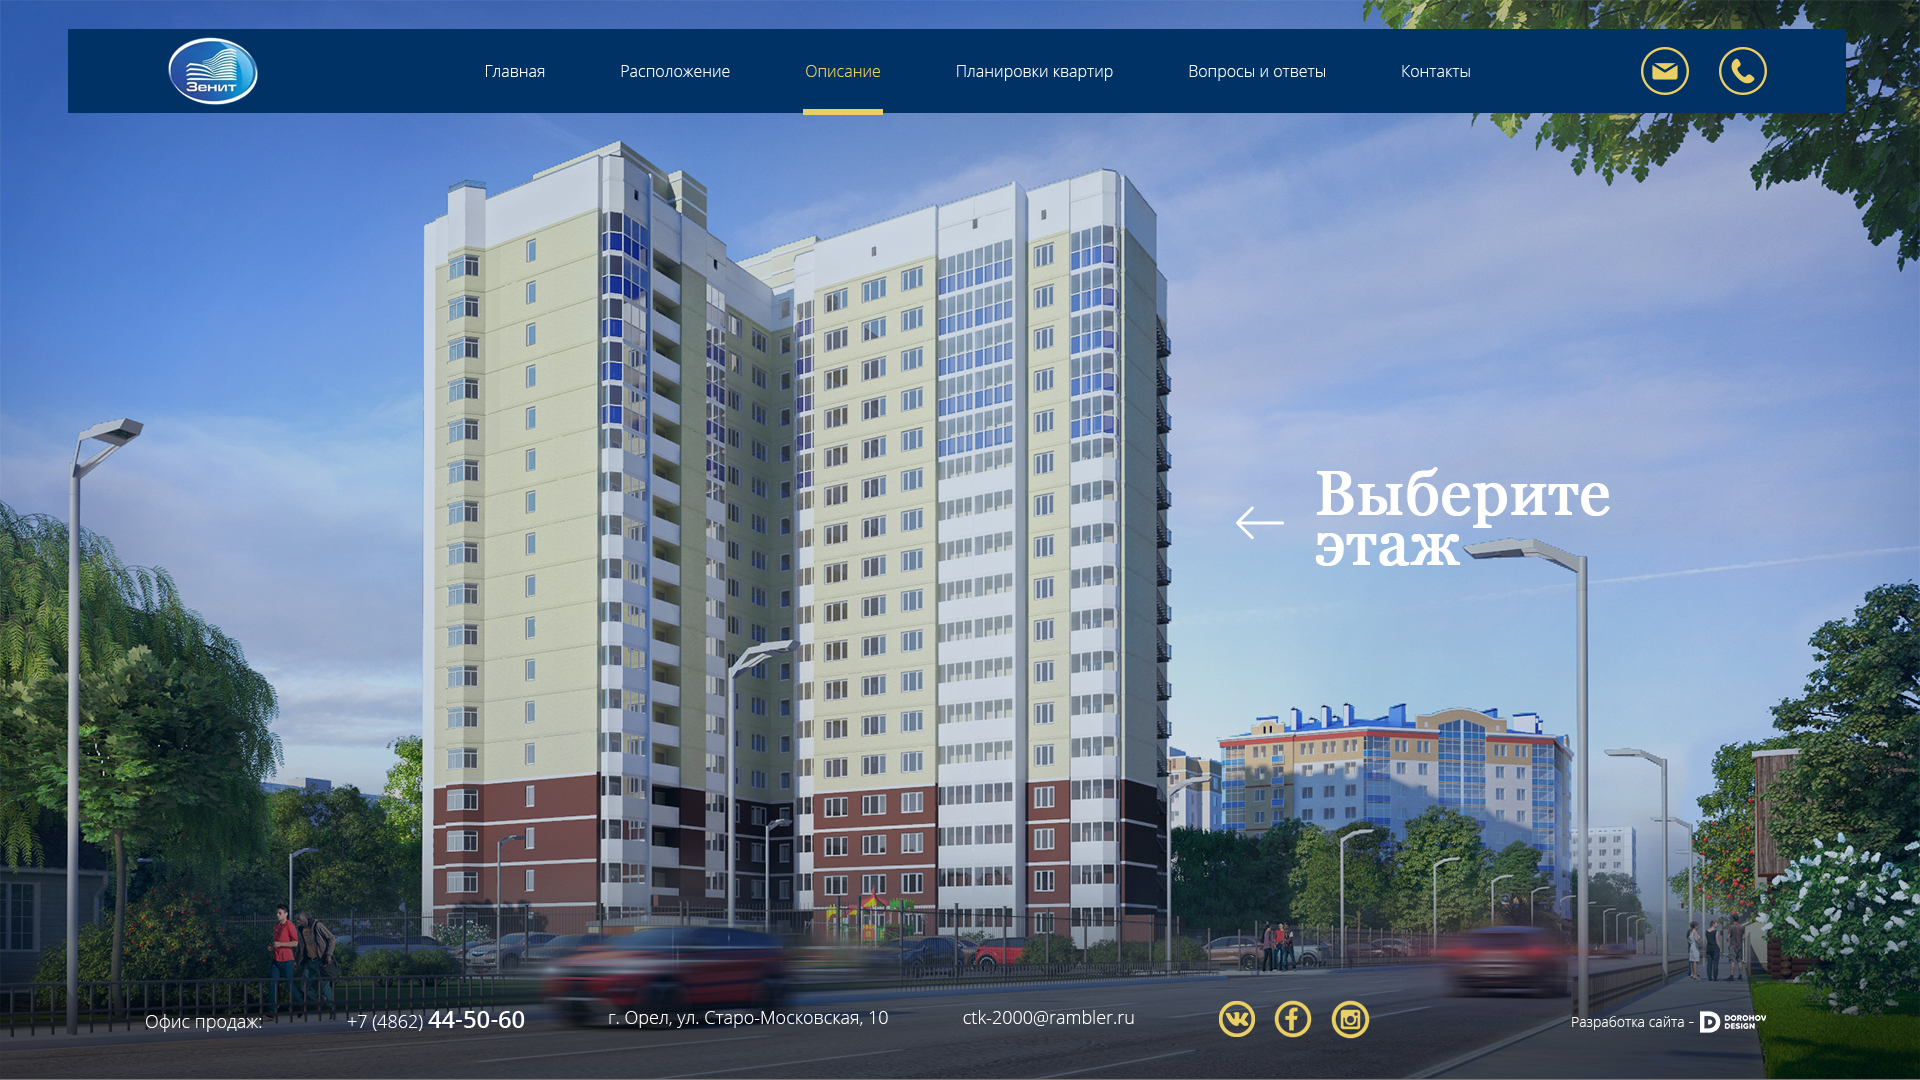 Зенит
Главная
Расположение
Описание
Планировки квартир
Вопросы и ответы
Контакты
Выберите
этаж
Офис продаж:
+7 (4862) 44-50-60
г. Орел, ул. Старо-Московская, 10
ctk-2000@rambler.ru
Разработка сайта -
DOROHOV
DESIGN